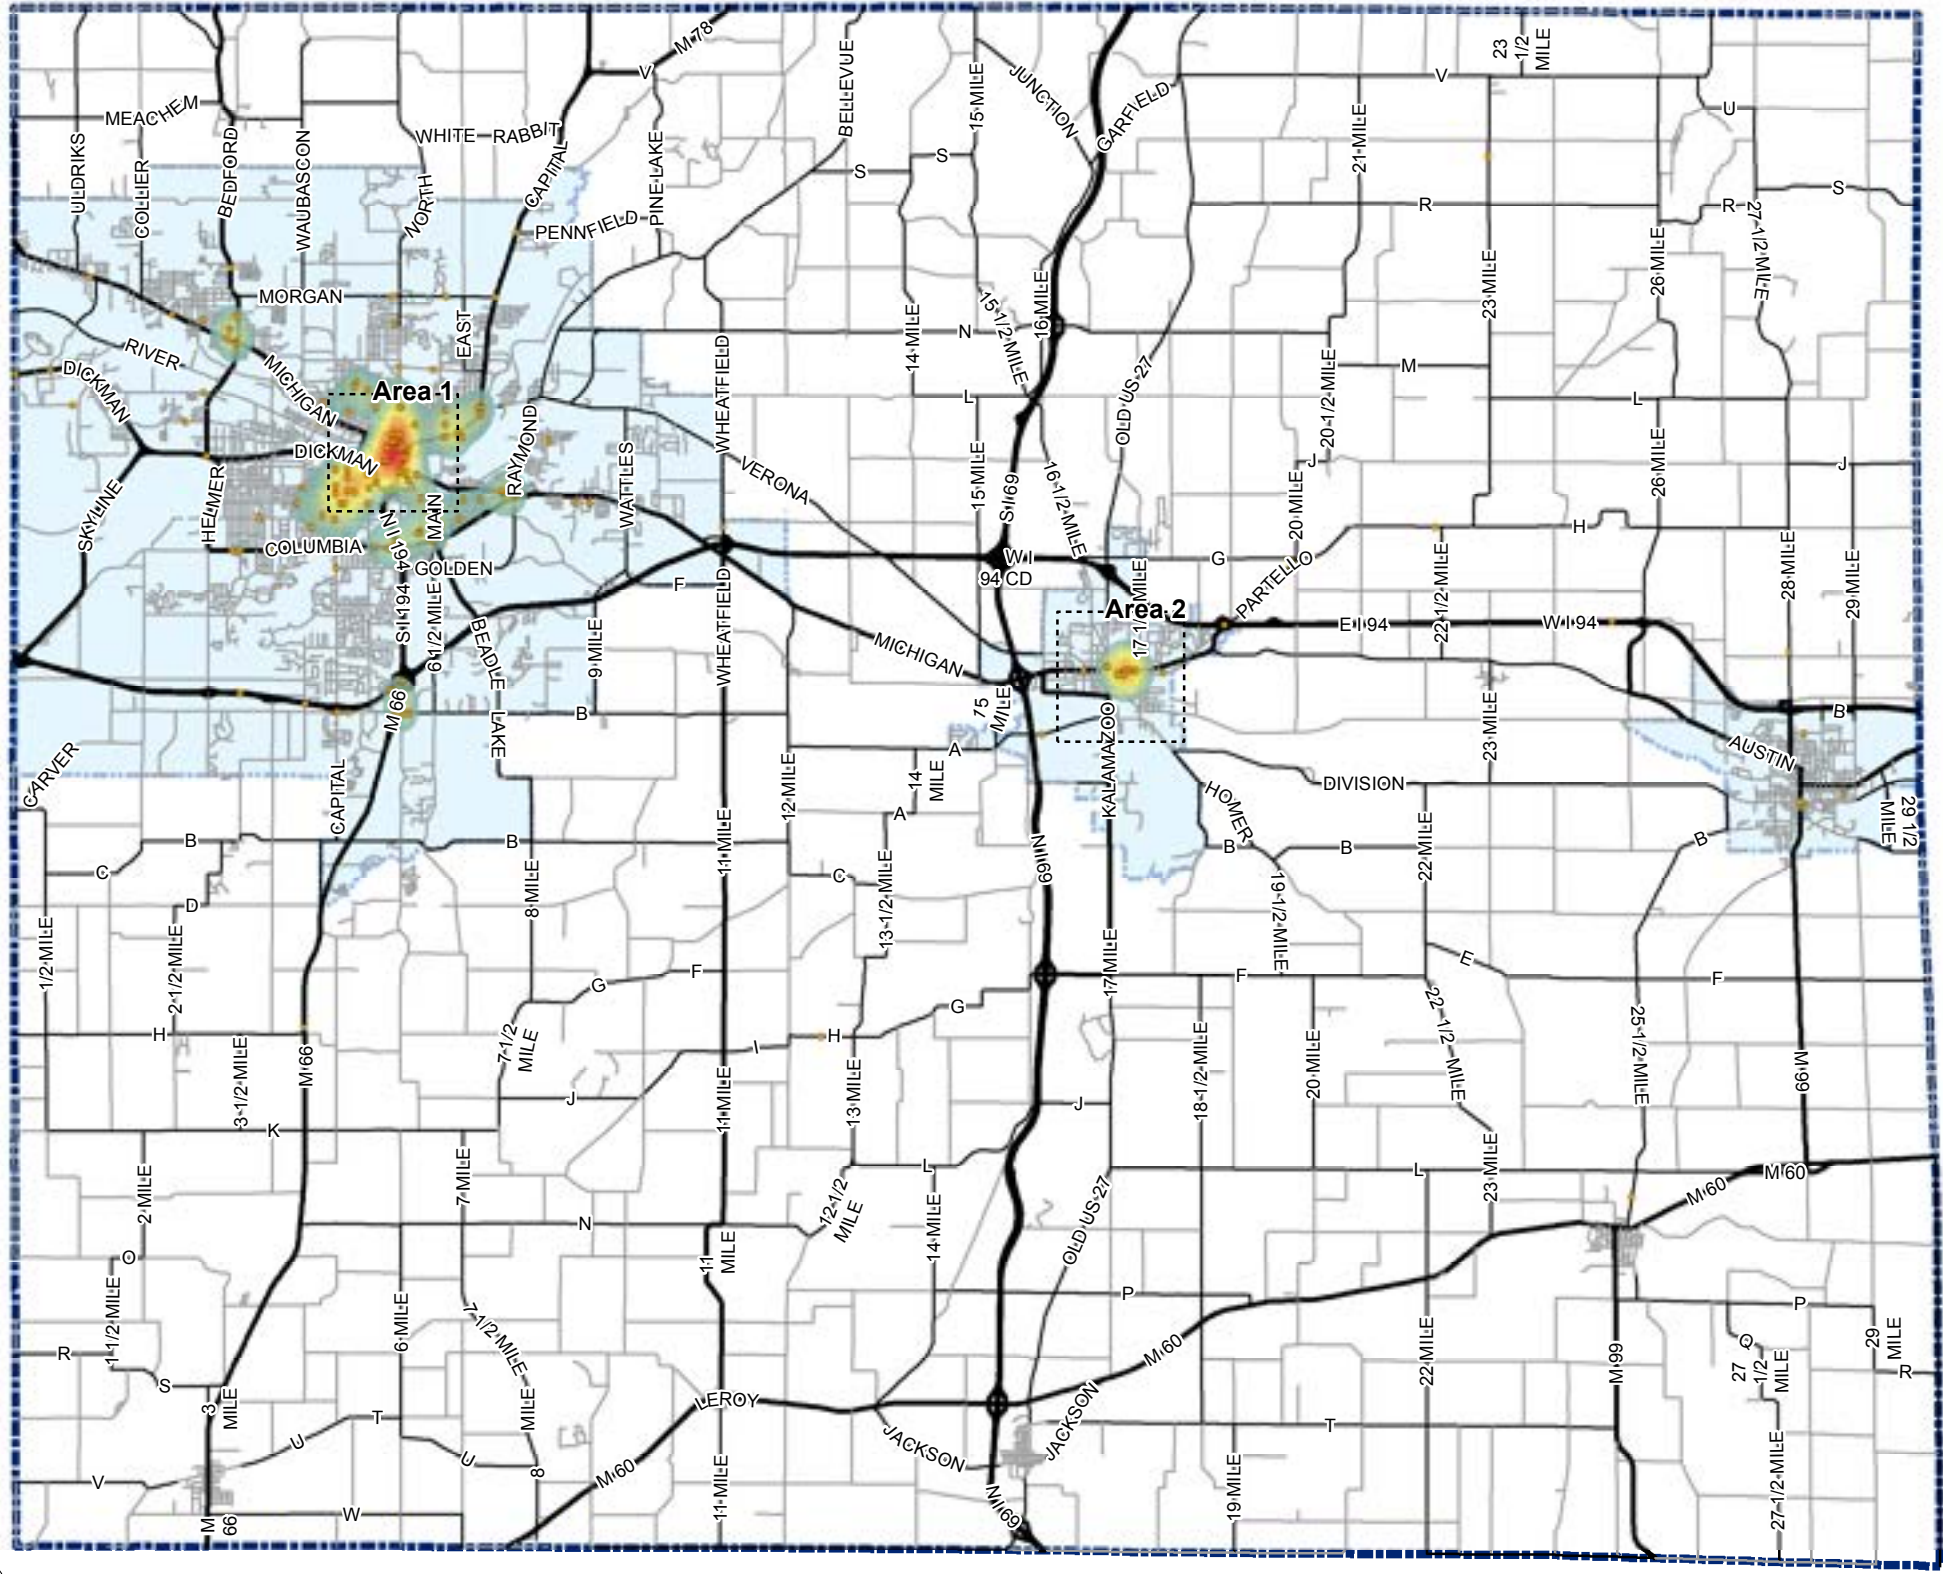 M-78
V
23
1/2
MILE
V
MEACHEM
U
BELLEVUE
15 MILE
JUNCTION
GARFIELD
ULDRIKS
COLLIER
BEDFORD
WAUBASCON
WHITE RABBIT
NORTH
CAPITAL
PINE LAKE
PENNFIELD
S
S
21 MILE
R
R
S
27 1/2 MILE
26 MILE
23 MILE
MORGAN
EAST
RIVER
DICKMAN
MICHIGAN
Area 1
DICKMAN
RAYMOND
WHEATFIELD
WATTLES
VERONA
14 MILE
N
15 1/2 MILE
16 MILE
L
OLD US 27
M
20 1/2 MILE
L
J
J
26 MILE
15 MILE
S I 69
16 1/2 MILE
20 MILE
H
SKYLINE
HELMER
COLUMBIA
N I 194
MAIN
GOLDEN
F
W I
94 CD
G
PARTELLO
22 1/2 MILE
28 MILE
29 MILE
S I 194
6 1/2 MILE
BEADLE
LAKE
9 MILE
WHEATFIELD
MICHIGAN
Area 2
17 1/2 MILE
E I 94
W I 94
M 66
B
15
MILE
A
KALAMAZOO
23 MILE
B
AUSTIN
DIVISION
CARVER
CAPITAL
12 MILE
14
MILE
A
HOMER
29 1/2
MILE
B
B
11 MILE
C
C
D
8 MILE
13 1/2 MILE
N I 69
B
B
B
22 MILE
19 1/2 MILE
1/2 MILE
2 1/2 MILE
G
F
G
17 MILE
F
E
F
22 1/2 MILE
25 1/2 MILE
H
3 1/2 MILE
M 66
7 1/2
MILE
I
H
J
11 MILE
13 MILE
J
18 1/2 MILE
20 MILE
M 99
K
2 MILE
7 MILE
L
12 1/2
MILE
14 MILE
L
23 MILE
M 60
M 60
N
O
11
MILE
OLD US 27
1 1/2 MILE
6 MILE
7 1/2 MILE
P
P
M 60
22 MILE
M 99
Q
27
1/2
MILE
29
MILE
R
R
S
3
MILE
T
U
U
MILE
8
LEROY
JACKSON
JACKSON
T
V
M 60
W
M
66
11 MILE
N I 69
19 MILE
27 1/2 MILE